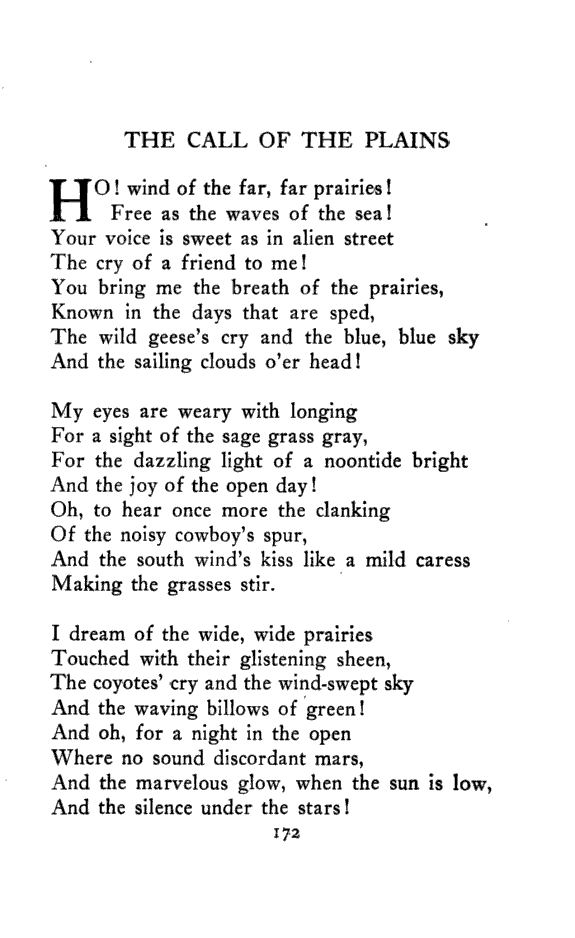 THE CALL OF THE PLAINS
HO! wind of the far, far prairies!
Free as the waves of the sea!
Your voice is sweet as in alien street
The cry of a friend to me!
You bring me the breath of the prairies,
Known in the days that are sped,
The wild geese's cry and the blue, blue sky
And the sailing clouds o'er head!
My eyes are weary with longing
For a sight of the sage grass gray,
For the dazzling light of a noontide bright
And the joy of the open day!
Oh, to hear once more the clanking
Of the noisy cowboy's spur,
And the south wind's kiss like a mild caress
Making the grasses stir.
I dream of the wide, wide prairies
Touched with their glistening sheen,
The coyotes' cry and the wind-swept sky
And the waving billows of green!
And oh, for a night in the open
Where no sound discordant mars,
And the marvelous glow, when the sun is low,
And the silence under the stars!
172